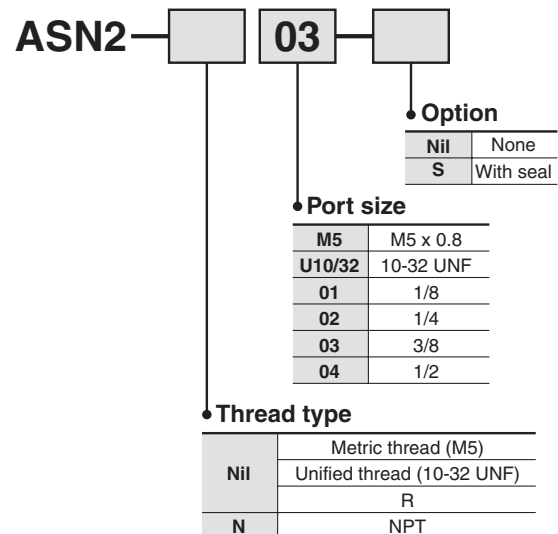 ASN2 03
Option
Nil None
S With seal
Port size
M5 M5 x 0.8
U10/32 10-32 UNF
01 1/8
02 1/4
03 3/8
04 1/2
Thread type
Nil Metric thread (M5)
Unified thread (10-32 UNF)
R
N NPT